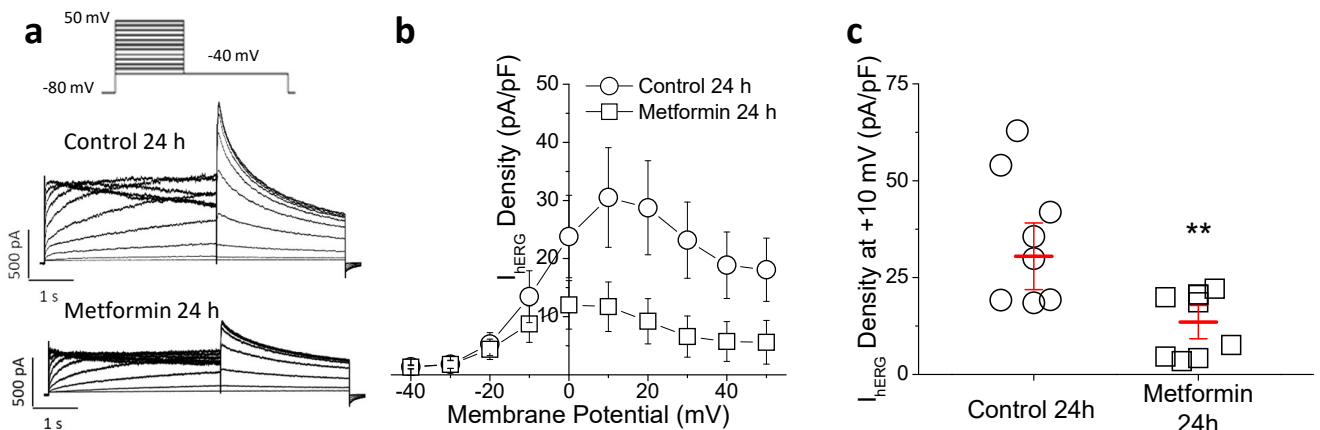 a
50 mV
-40 mV
-80 mV
Control 24 h
500 pA
1 s
Metformin 24 h
500 pA
1 s
b
I hERG Density (pA/pF)
50
40
30
20
10
Control 24 h
Metformin 24 h
-40
-20
0
20
40
Membrane Potential (mV)
c
I hERG Density at +10 mV (pA/pF)
75
50
25
0
**
Control 24h
Metformin
24h